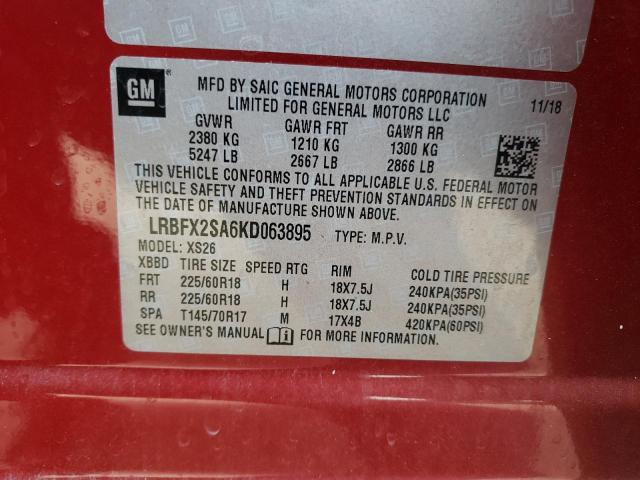 GM
MFD BY SAIC GENERAL MOTORS CORPORATION
LIMITED FOR GENERAL MOTORS LLC
11/18
GVWR GAWR FRT GAWR RR
2380 KG 1210 KG 1300 KG
5247 LB 2667 LB 2866 LB
THIS VEHICLE CONFORMS TO ALL APPLICABLE U.S. FEDERAL MOTOR
VEHICLE SAFETY AND THEFT PREVENTION STANDARDS IN EFFECT ON
THE DATE OF MANUFACTURE SHOWN ABOVE.
LRBFX2SA6KD063895 TYPE: M.P.V.
MODEL: XS26
XBBD TIRE SIZE SPEED RTG RIM COLD TIRE PRESSURE
FRT 225/60R18 H 18X7.5J 240KPA(35PSI)
RR 225/60R18 H 18X7.5J 240KPA(35PSI)
SPA T145/70R17 M 17X4B 420KPA(60PSI)
SEE OWNER'S MANUAL FOR MORE INFORMATION.